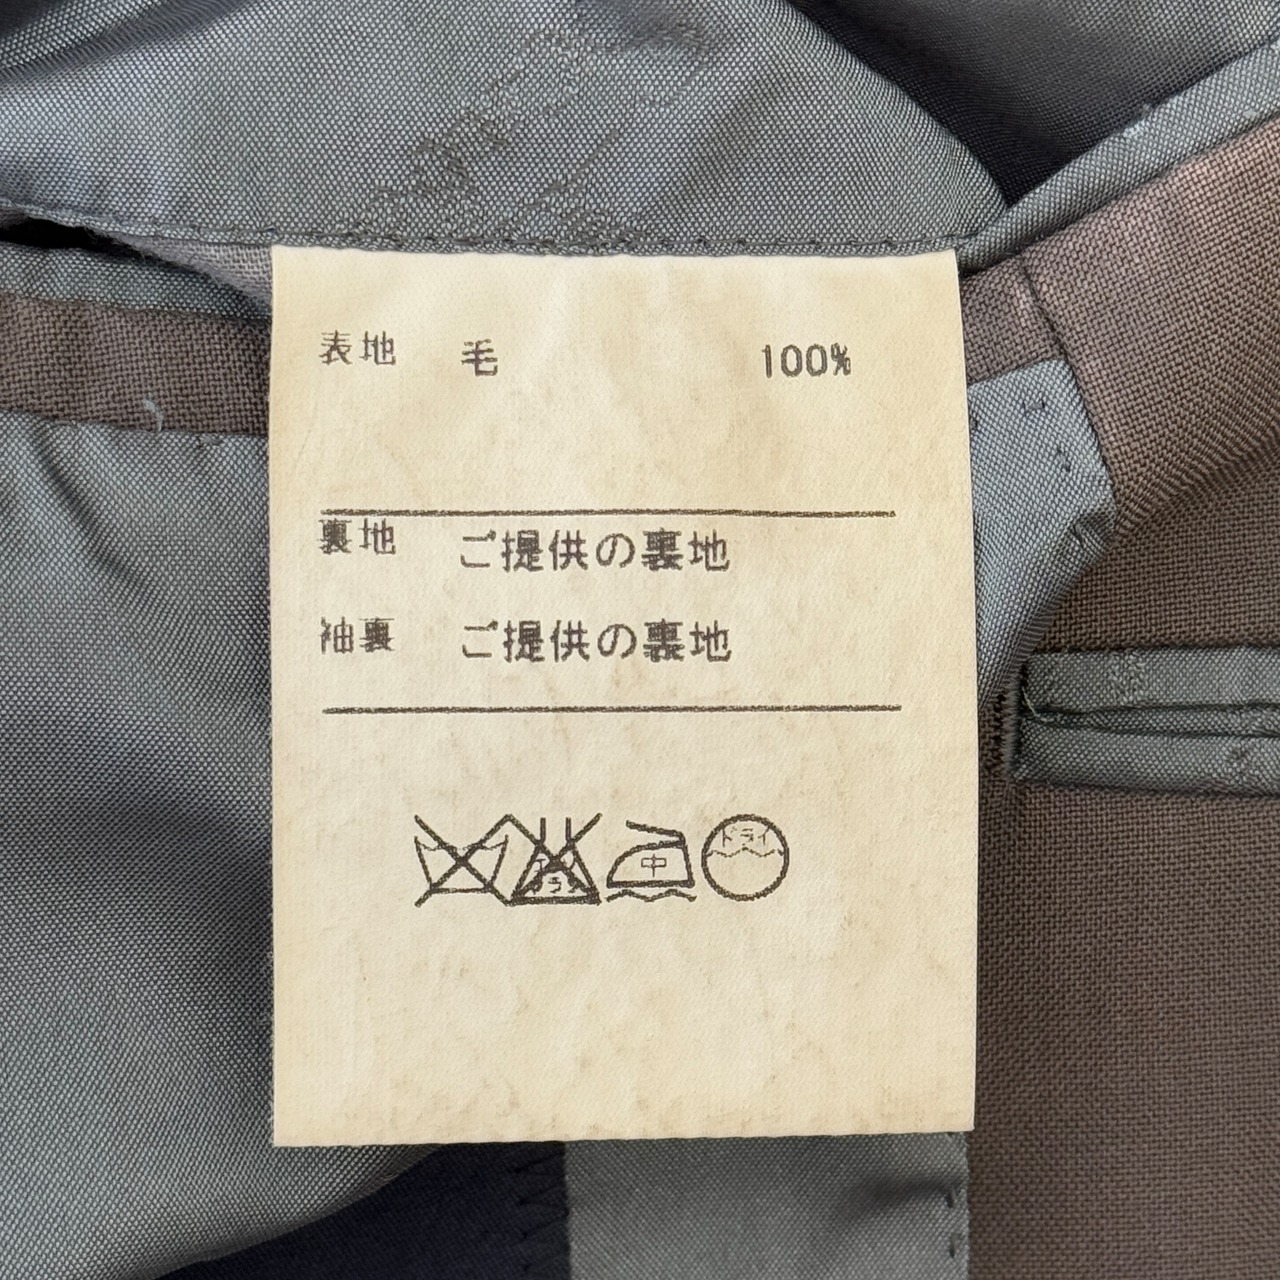 表地 毛 100%
裏地 ご提供の裏地
袖裏 ご提供の裏地
中 ドライ